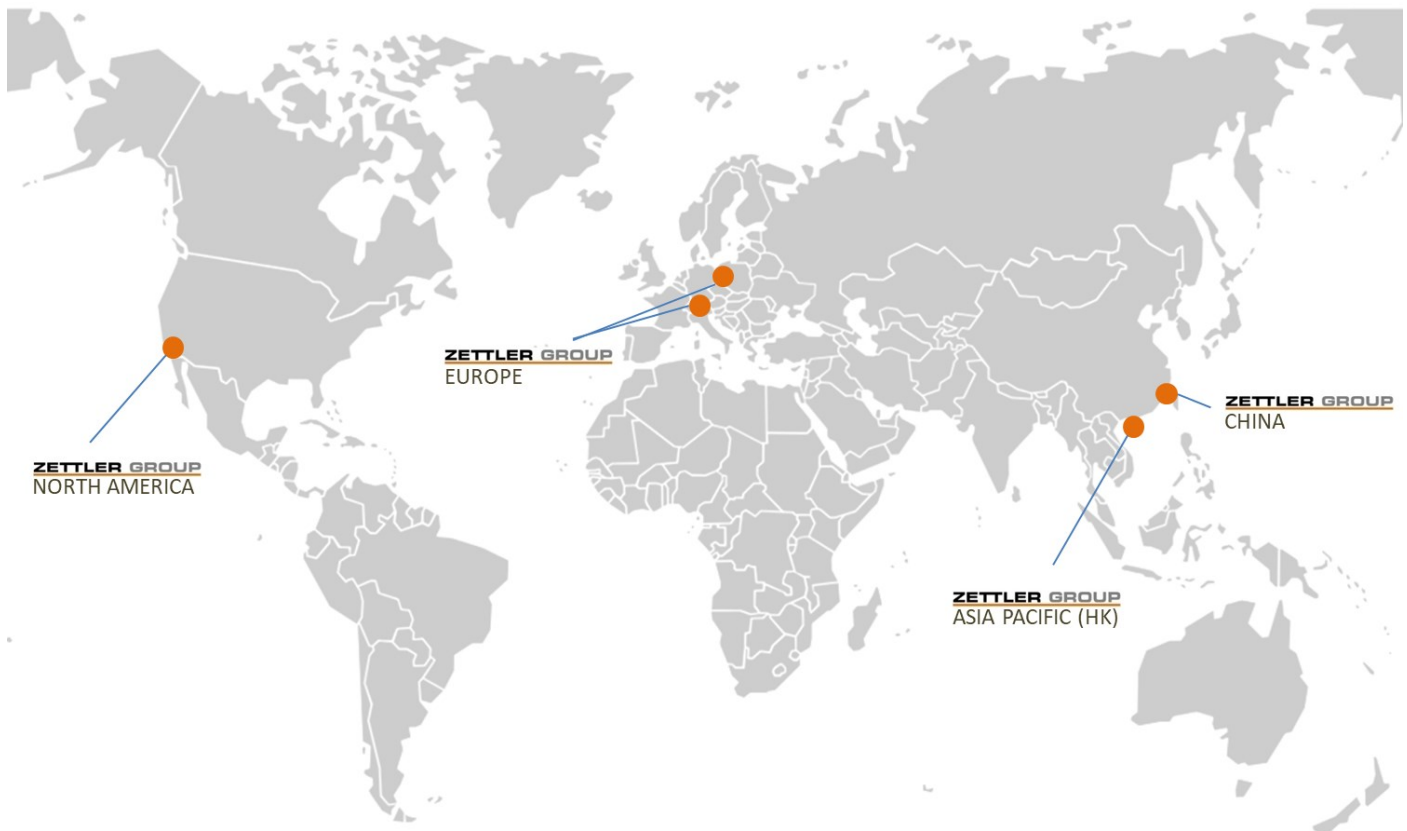 ZETTLER GROUP
EUROPE
ZETTLER GROUP
CHINA
ZETTLER GROUP
NORTH AMERICA
ZETTLER GROUP
ASIA PACIFIC (HK)